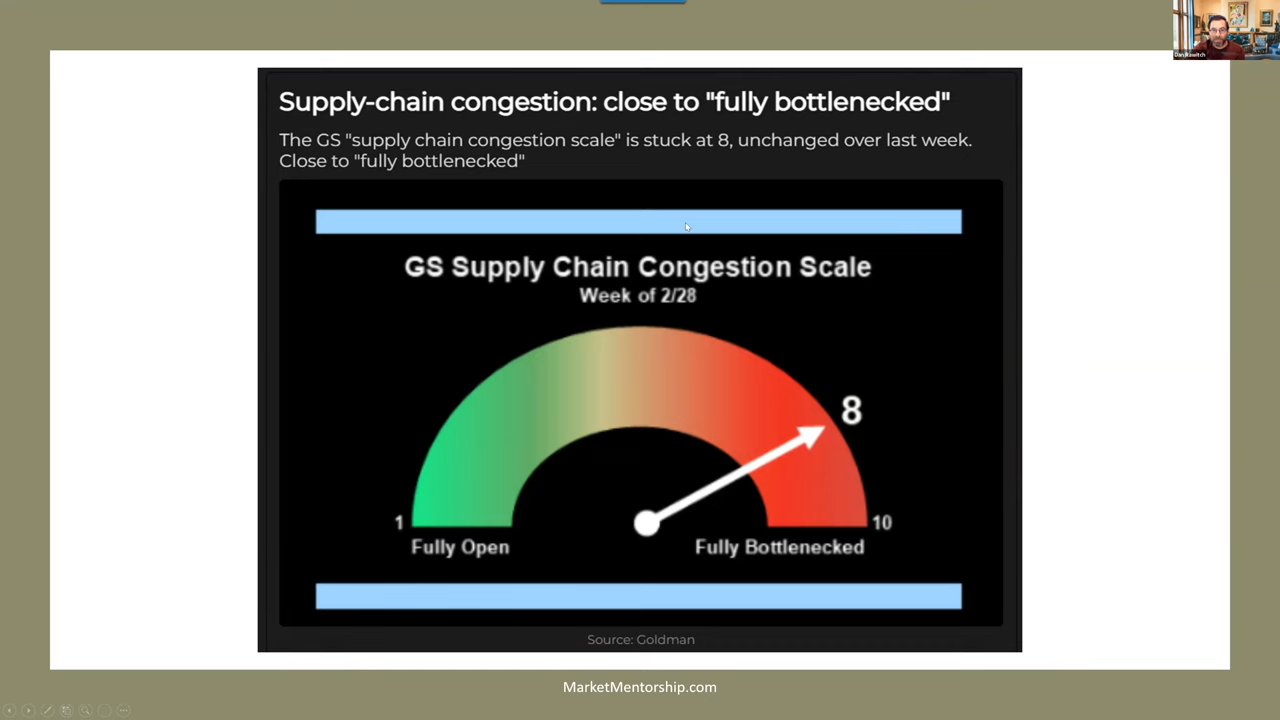 Supply-chain congestion: close to "fully bottlenecked"
The GS "supply chain congestion scale" is stuck at 8, unchanged over last week.
Close to "fully bottlenecked"
GS Supply Chain Congestion Scale
Week of 2/28
8
1
10
Fully Open
Fully Bottlenecked
Source: Goldman
MarketMentorship.com